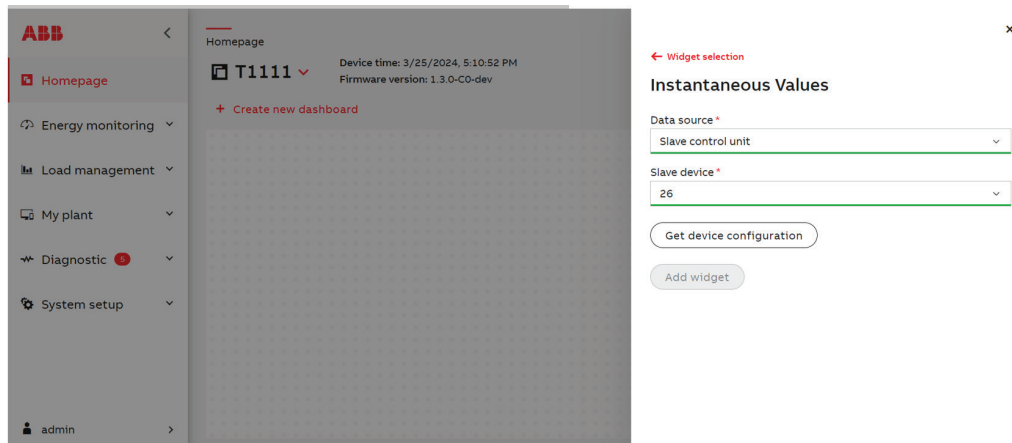 ABB
Homepage
Energy monitoring
Load management
My plant
Diagnostic 5
System setup
admin
Homepage
T1111
Device time: 3/25/2024, 5:10:52 PM
Firmware version: 1.3.0-C0-dev
+ Create new dashboard
← Widget selection
Instantaneous Values
Data source *
Slave control unit
Slave device *
26
Get device configuration
Add widget